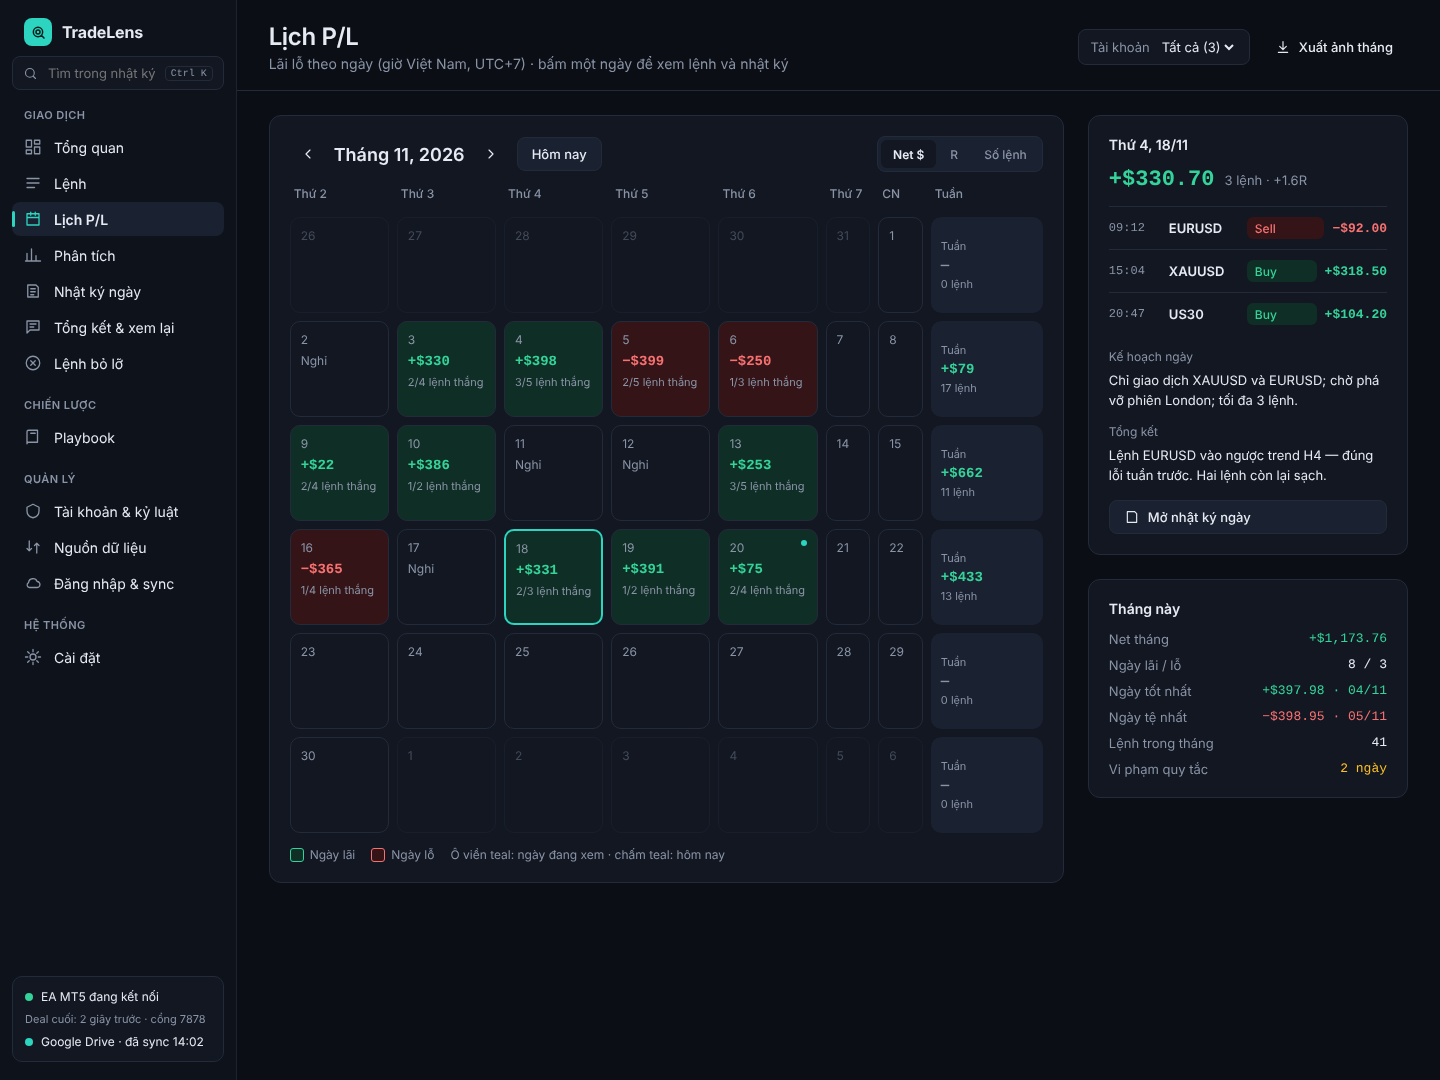 TradeLens
Tìm trong nhật ký
Ctrl K
GIAO DỊCH
Tổng quan
Lệnh
Lịch P/L
Phân tích
Nhật ký ngày
Tổng kết & xem lại
Lệnh bỏ lỡ
CHIẾN LƯỢC
Playbook
QUẢN LÝ
Tài khoản & kỷ luật
Nguồn dữ liệu
Đăng nhập & sync
HỆ THỐNG
Cài đặt
EA MT5 đang kết nối
Deal cuối: 2 giây trước · cổng 7878
Google Drive · đã sync 14:02
Lịch P/L
Lãi lỗ theo ngày (giờ Việt Nam, UTC+7) · bấm một ngày để xem lệnh và nhật ký
Tài khoản Tất cả (3)
Xuất ảnh tháng
Tháng 11, 2026
Hôm nay
Net $ R Số lệnh
Thứ 2 Thứ 3 Thứ 4 Thứ 5 Thứ 6 Thứ 7 CN Tuần
26 27 28 29 30 31 1 Tuần
–
0 lệnh
2 3 4 5 6 7 8 Tuần
Nghỉ +$330 +$398 −$399 −$250 +$79
2/4 lệnh thắng 3/5 lệnh thắng 2/5 lệnh thắng 1/3 lệnh thắng 17 lệnh
9 10 11 12 13 14 15 Tuần
+$22 +$386 Nghỉ Nghỉ +$253 +$662
2/4 lệnh thắng 1/2 lệnh thắng 3/5 lệnh thắng 11 lệnh
16 17 18 19 20 21 22 Tuần
−$365 Nghỉ +$331 +$391 +$75 +$433
1/4 lệnh thắng 2/3 lệnh thắng 1/2 lệnh thắng 2/4 lệnh thắng 13 lệnh
23 24 25 26 27 28 29 Tuần
–
0 lệnh
30 1 2 3 4 5 6 Tuần
–
0 lệnh
Ngày lãi Ngày lỗ Ô viền teal: ngày đang xem · chấm teal: hôm nay
Thứ 4, 18/11
+$330.70 3 lệnh · +1.6R
09:12 EURUSD Sell −$92.00
15:04 XAUUSD Buy +$318.50
20:47 US30 Buy +$104.20
Kế hoạch ngày
Chỉ giao dịch XAUUSD và EURUSD; chờ phá
vỡ phiên London; tối đa 3 lệnh.
Tổng kết
Lệnh EURUSD vào ngược trend H4 — đúng
lỗi tuần trước. Hai lệnh còn lại sạch.
Mở nhật ký ngày
Tháng này
Net tháng +$1,173.76
Ngày lãi / lỗ 8 / 3
Ngày tốt nhất +$397.98 · 04/11
Ngày tệ nhất −$398.95 · 05/11
Lệnh trong tháng 41
Vi phạm quy tắc 2 ngày